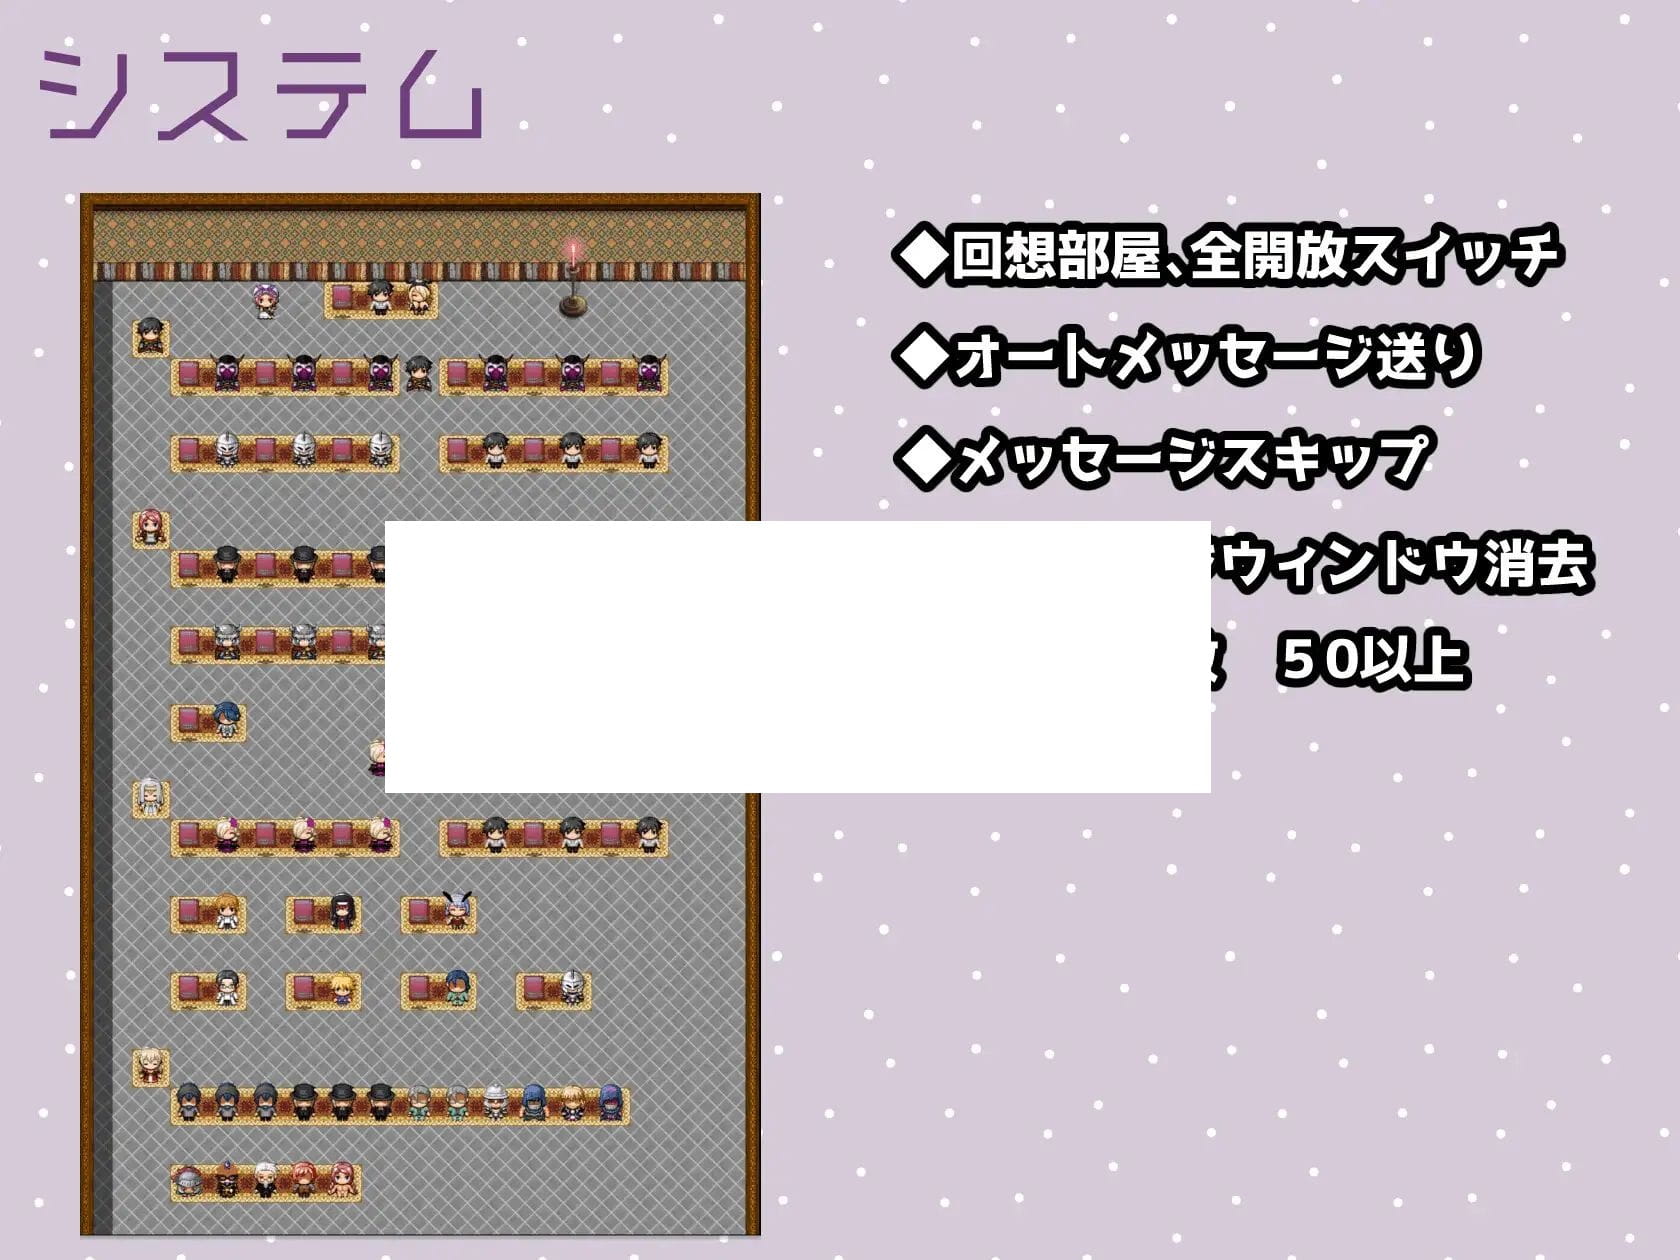 システム
◆回想部屋、全開放スイッチ
◆オートメッセージ送り
◆メッセージスキップ
ウィンドウ消去
５０以上